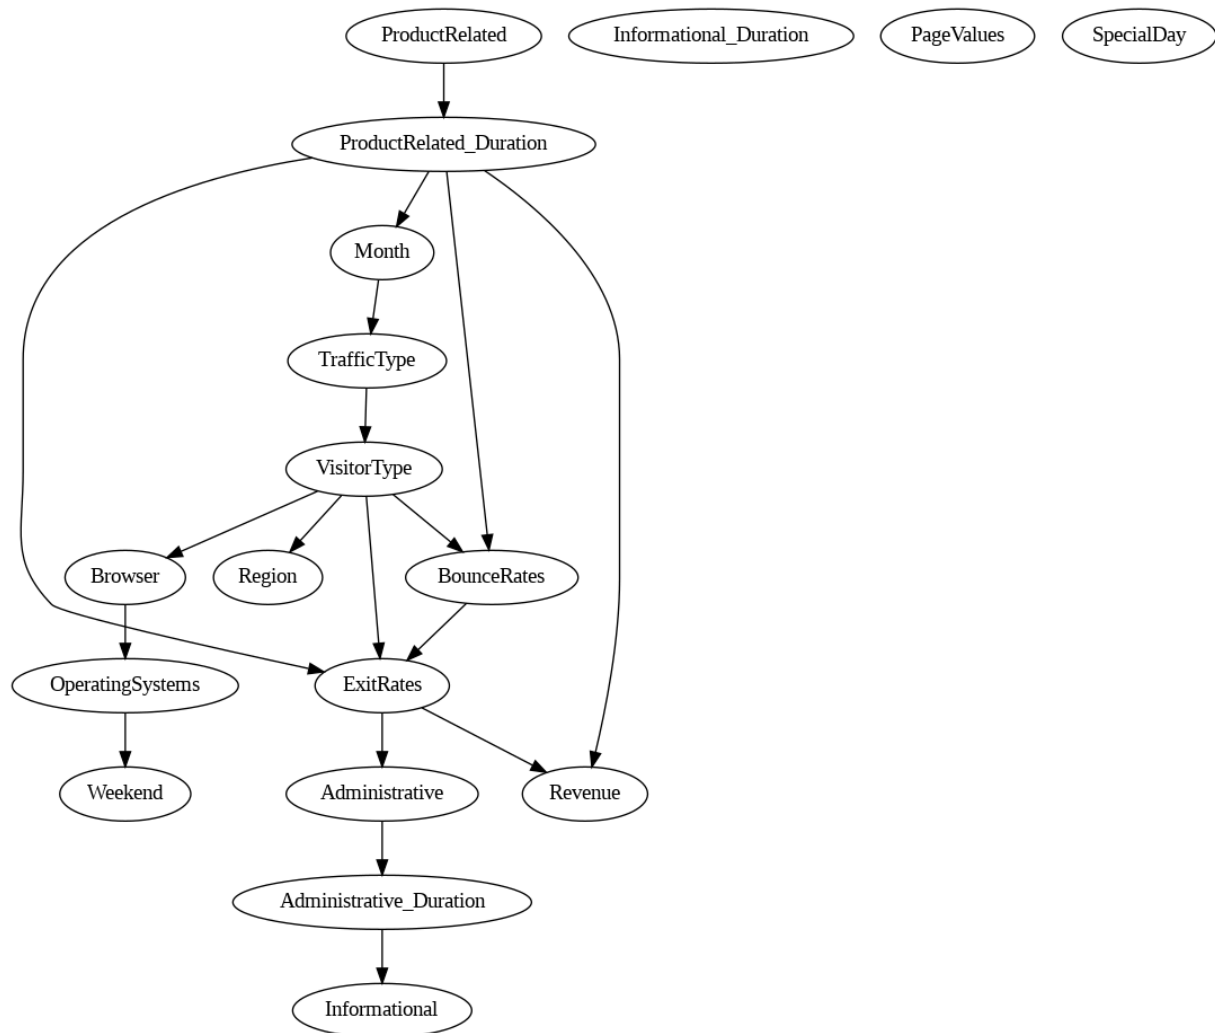 ProductRelated
Informational_Duration
PageValues
SpecialDay
ProductRelated_Duration
Month
TrafficType
VisitorType
Browser
Region
BounceRates
OperatingSystems
ExitRates
Weekend
Administrative
Revenue
Administrative_Duration
Informational